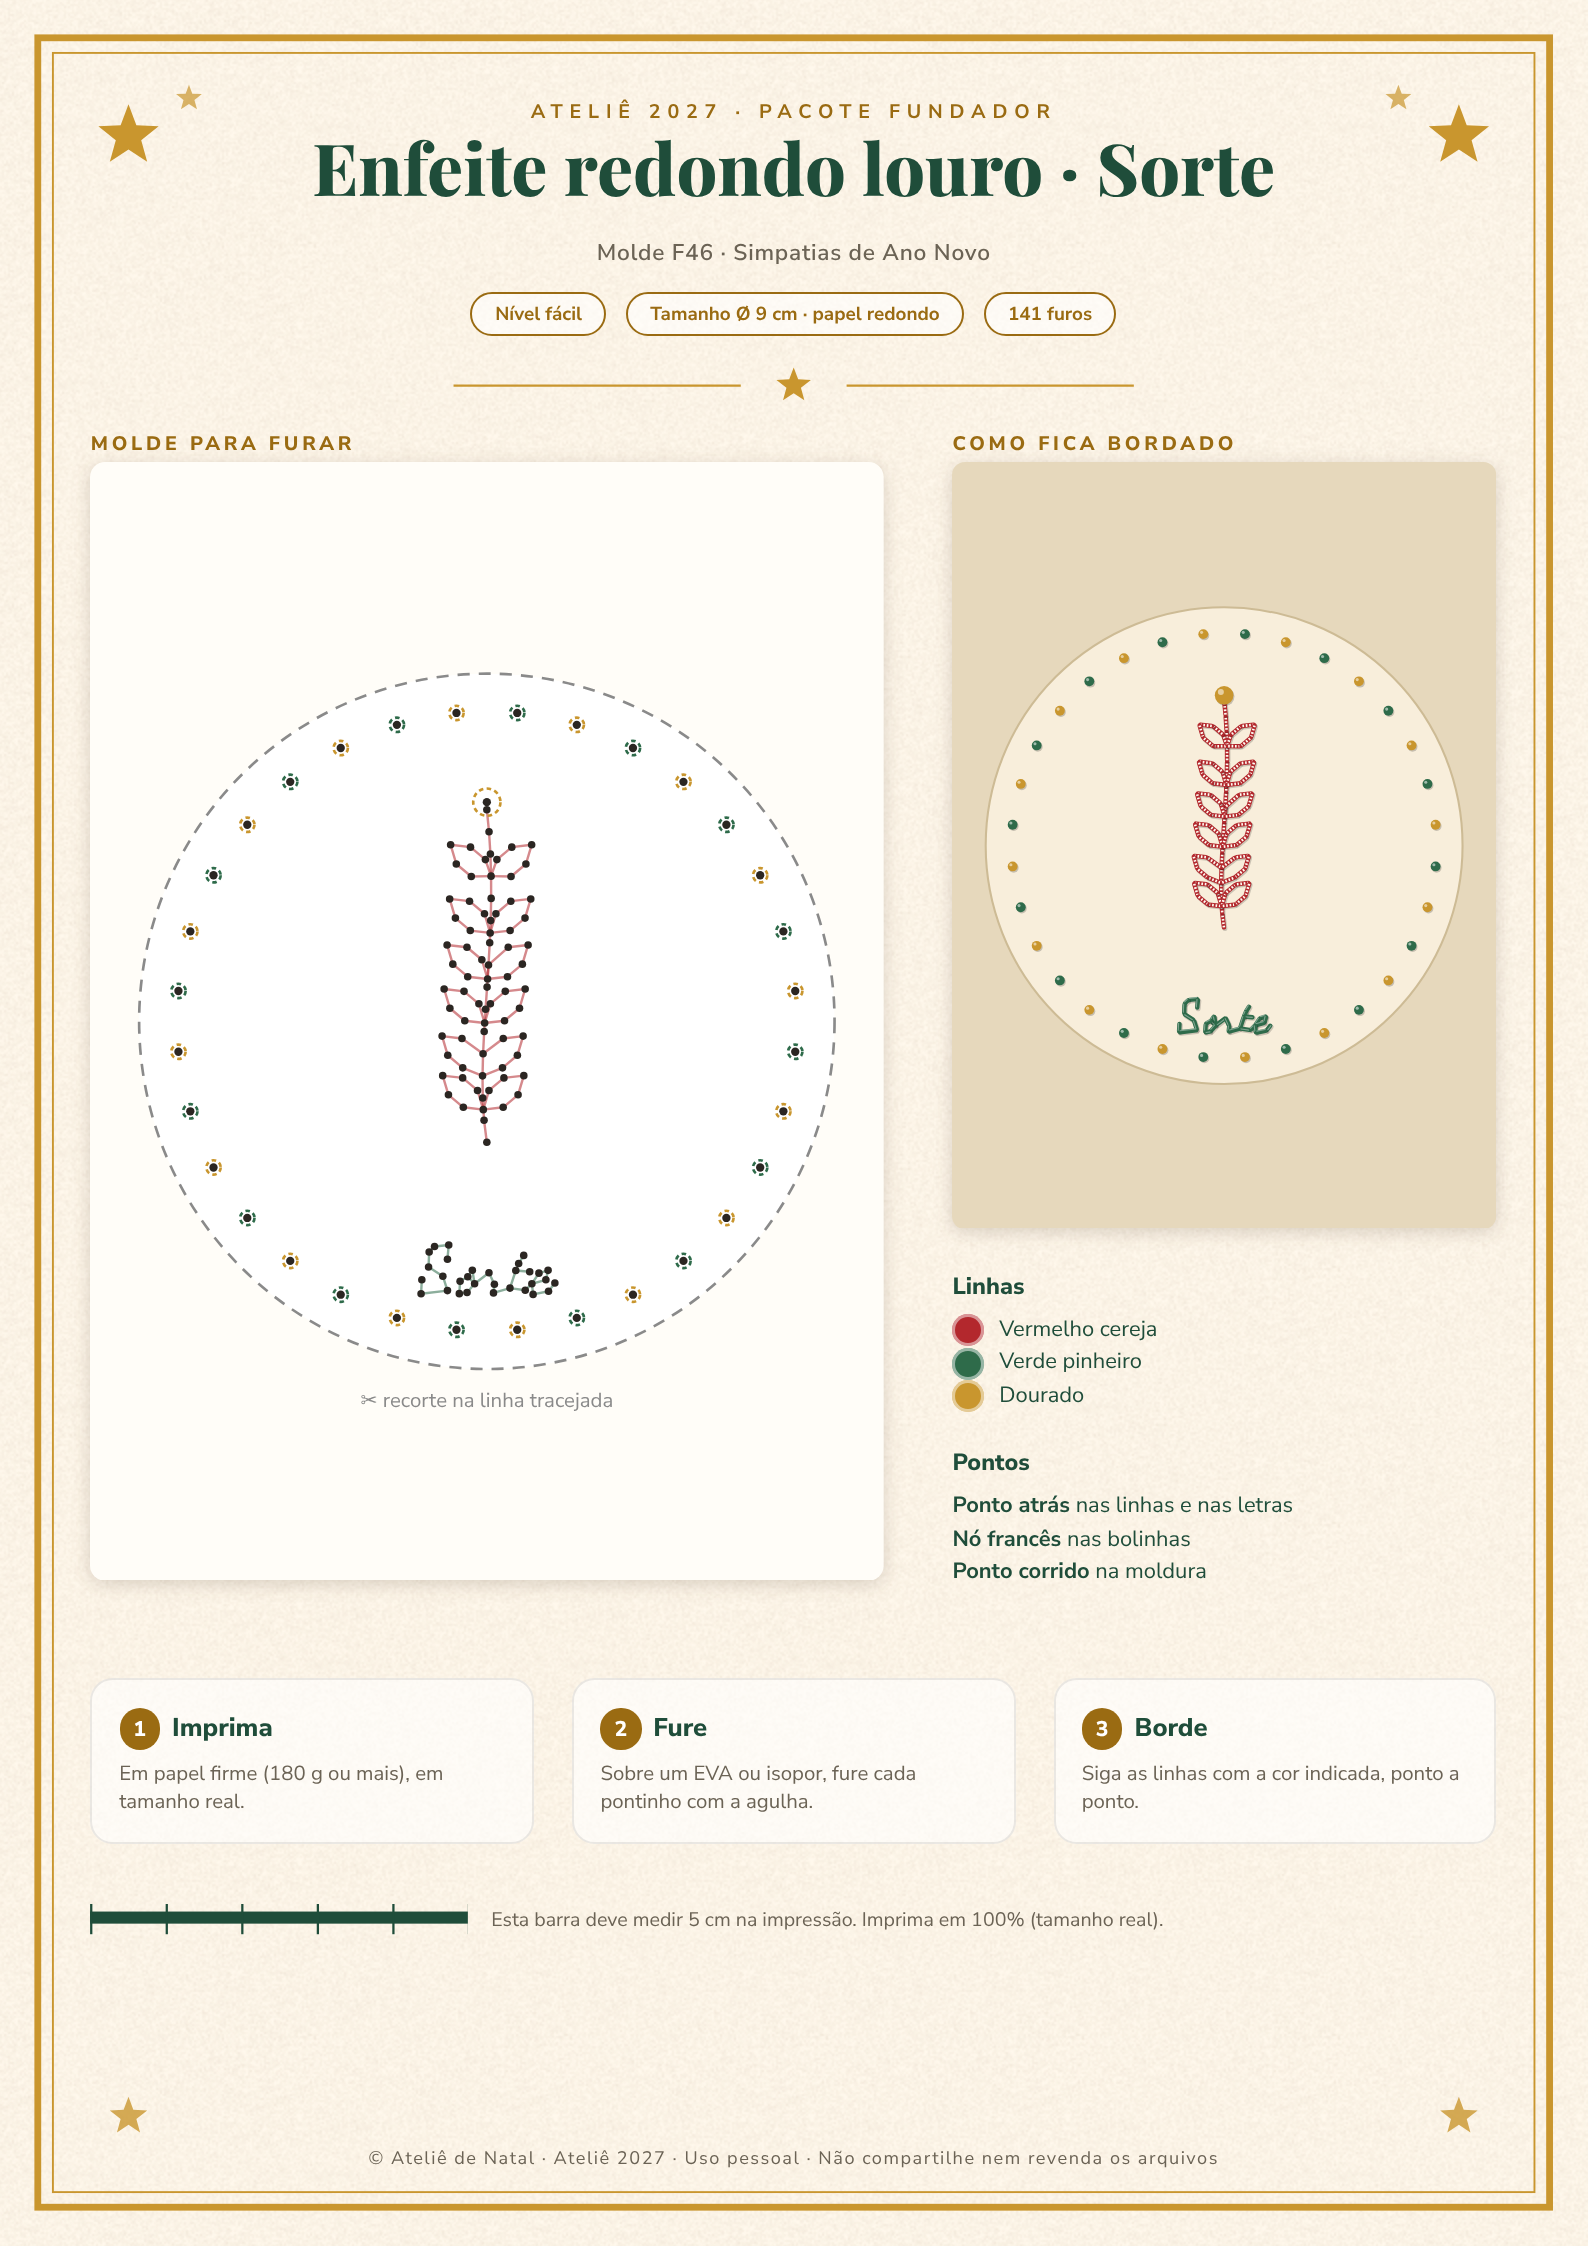 ATELIÊ 2027 · PACOTE FUNDADOR
Enfeite redondo louro · Sorte
Molde F46 · Simpatias de Ano Novo
Nível fácil
Tamanho Ø 9 cm · papel redondo
141 furos
MOLDE PARA FURAR
✂ recorte na linha tracejada
COMO FICA BORDADO
Sorte
Linhas
Vermelho cereja
Verde pinheiro
Dourado
Pontos
Ponto atrás nas linhas e nas letras
Nó francês nas bolinhas
Ponto corrido na moldura
1 Imprima
Em papel firme (180 g ou mais), em
tamanho real.
2 Fure
Sobre um EVA ou isopor, fure cada
pontinho com a agulha.
3 Borde
Siga as linhas com a cor indicada, ponto a
ponto.
Esta barra deve medir 5 cm na impressão. Imprima em 100% (tamanho real).
© Ateliê de Natal · Ateliê 2027 · Uso pessoal · Não compartilhe nem revenda os arquivos